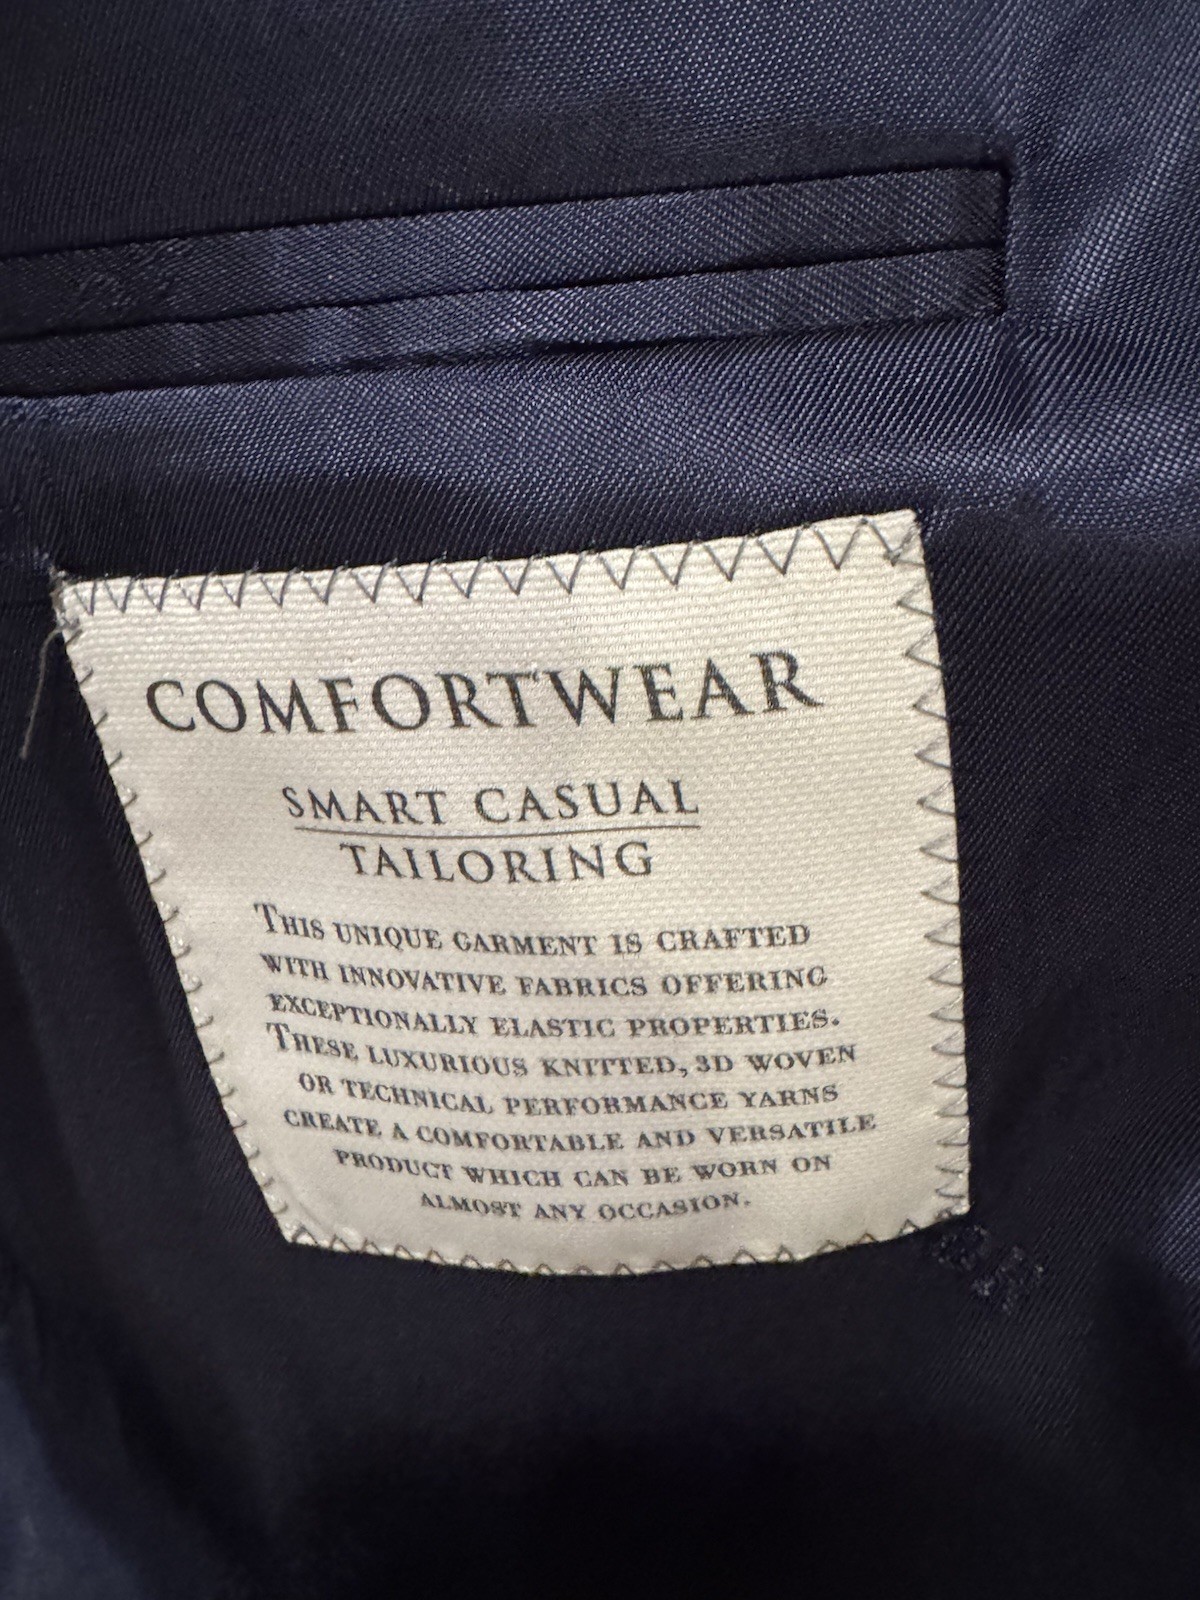 COMFORTWEAR
SMART CASUAL
TAILORING
THIS UNIQUE GARMENT IS CRAFTED
WITH INNOVATIVE FABRICS OFFERING
EXCEPTIONALLY ELASTIC PROPERTIES.
THESE LUXURIOUS KNITTED, 3D WOVEN
OR TECHNICAL PERFORMANCE YARNS
CREATE A COMFORTABLE AND VERSATILE
PRODUCT WHICH CAN BE WORN ON
ALMOST ANY OCCASION.